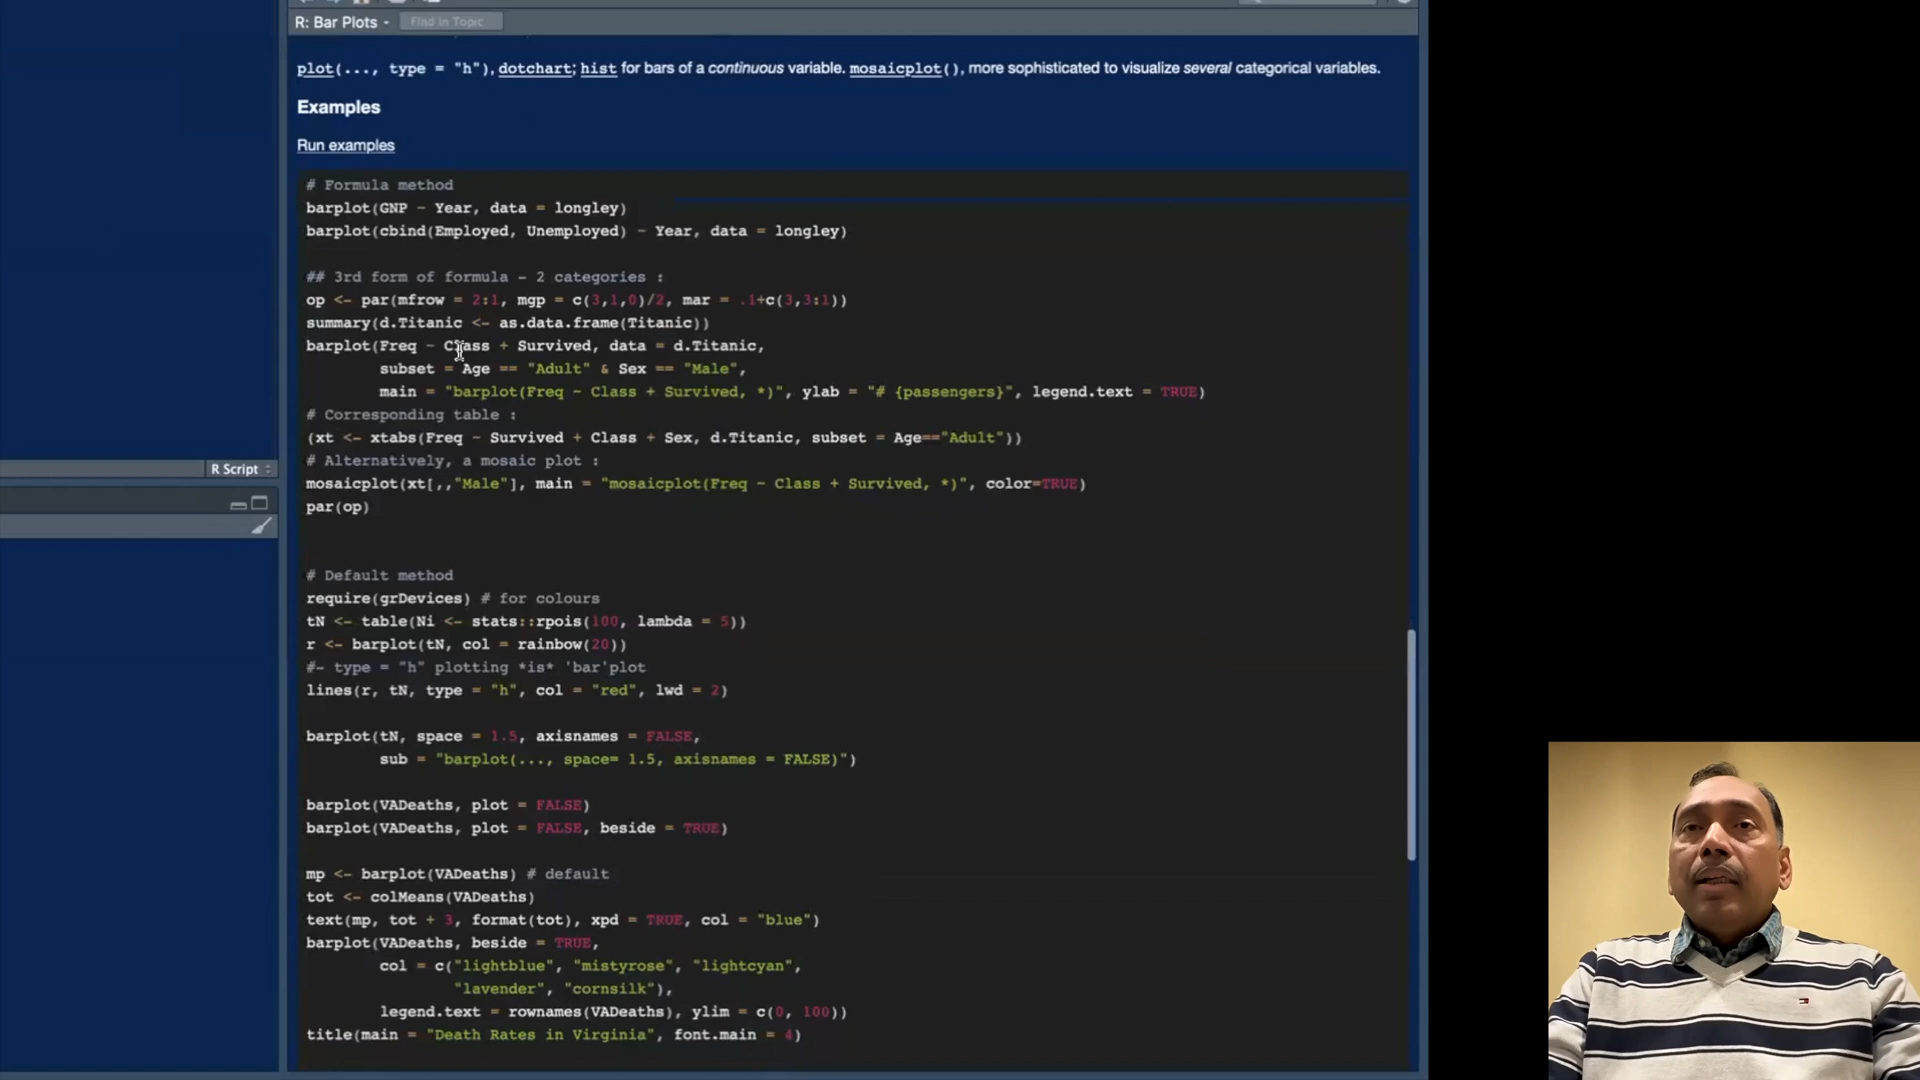 R: Bar Plots
Find in Topic
plot(..., type = "h"), dotchart; hist for bars of a continuous variable. mosaicplot(), more sophisticated to visualize several categorical variables.
Examples
Run examples
# Formula method
barplot(GNP ~ Year, data = longley)
barplot(cbind(Employed, Unemployed) ~ Year, data = longley)
## 3rd form of formula - 2 categories :
op <- par(mfrow = 2:1, mgp = c(3,1,0)/2, mar = .1+c(3,3:1))
summary(d.Titanic <- as.data.frame(Titanic))
barplot(Freq ~ Class + Survived, data = d.Titanic,
subset = Age == "Adult" & Sex == "Male",
main = "barplot(Freq ~ Class + Survived, *)", ylab = "# {passengers}", legend.text = TRUE)
# Corresponding table :
(xt <- xtabs(Freq ~ Survived + Class + Sex, d.Titanic, subset = Age=="Adult"))
# Alternatively, a mosaic plot :
mosaicplot(xt[,,"Male"], main = "mosaicplot(Freq ~ Class + Survived, *)", color=TRUE)
par(op)
R Script
# Default method
require(grDevices) # for colours
tN <- table(Ni <- stats::rpois(100, lambda = 5))
r <- barplot(tN, col = rainbow(20))
#- type = "h" plotting *is* 'bar'plot
lines(r, tN, type = "h", col = "red", lwd = 2)
barplot(tN, space = 1.5, axisnames = FALSE,
sub = "barplot(..., space= 1.5, axisnames = FALSE)")
barplot(VADeaths, plot = FALSE)
barplot(VADeaths, plot = FALSE, beside = TRUE)
mp <- barplot(VADeaths) # default
tot <- colMeans(VADeaths)
text(mp, tot + 3, format(tot), xpd = TRUE, col = "blue")
barplot(VADeaths, beside = TRUE,
col = c("lightblue", "mistyrose", "lightcyan",
"lavender", "cornsilk"),
legend.text = rownames(VADeaths), ylim = c(0, 100))
title(main = "Death Rates in Virginia", font.main = 4)